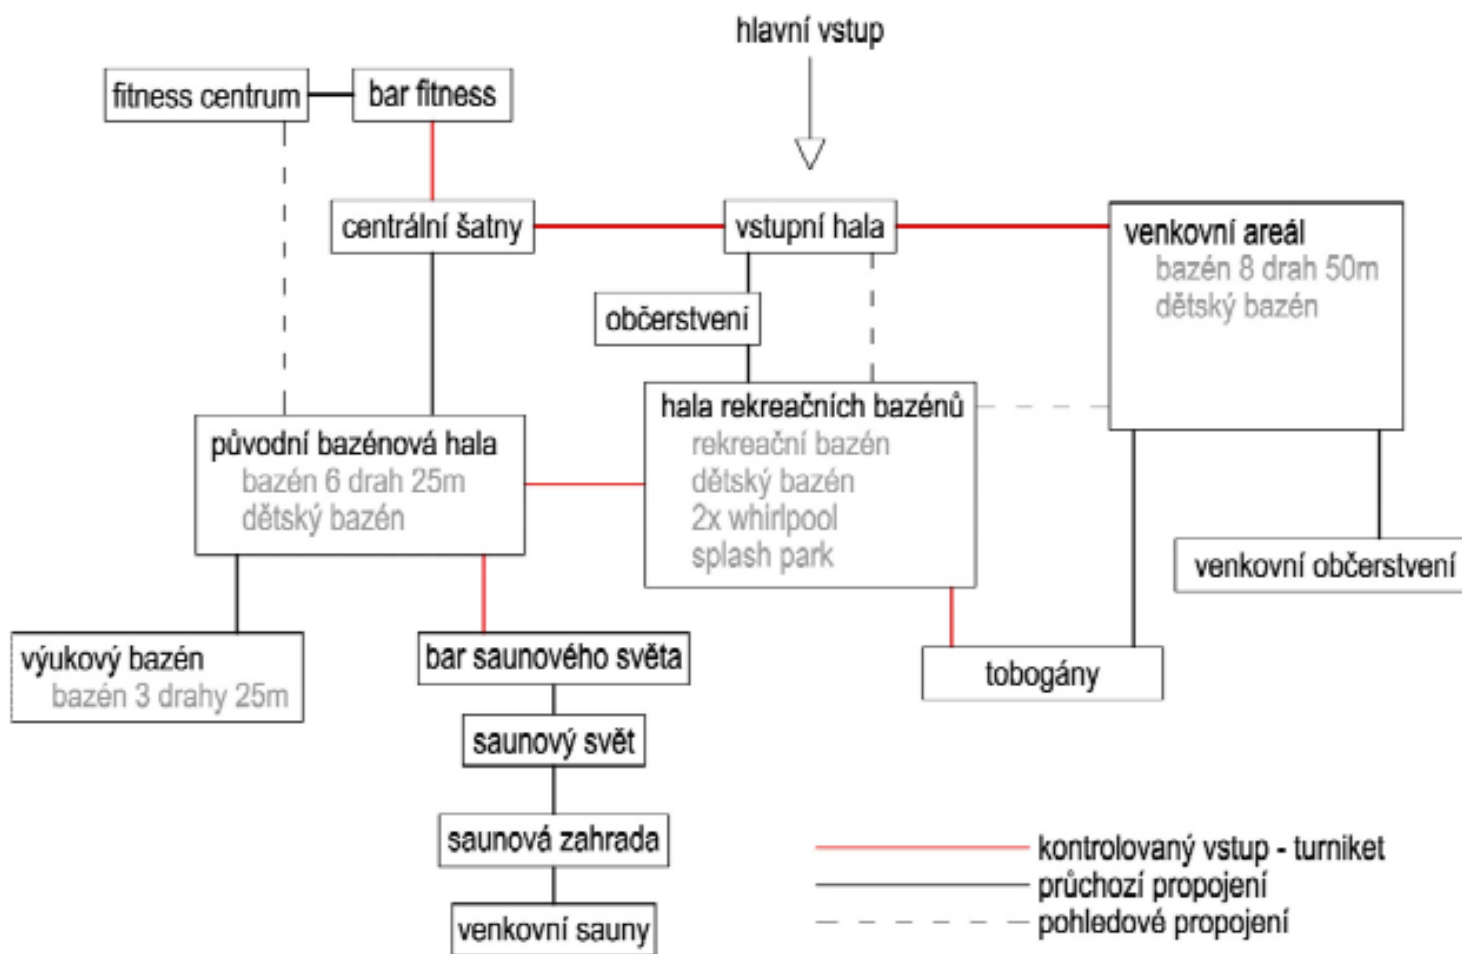 hlavní vstup
fitness centrum
bar fitness
centrální šatny
vstupní hala
venkovní areál
bazén 8 drah 50m
dětský bazén
občerstvení
hala rekreačních bazénů
rekreační bazén
dětský bazén
2x whirlpool
splash park
původní bazénová hala
bazén 6 drah 25m
dětský bazén
venkovní občerstvení
výukový bazén
bazén 3 drahy 25m
bar saunového světa
tobogány
saunový svět
saunová zahrada
venkovní sauny
kontrolovaný vstup - turniket
průchozí propojení
pohledové propojení